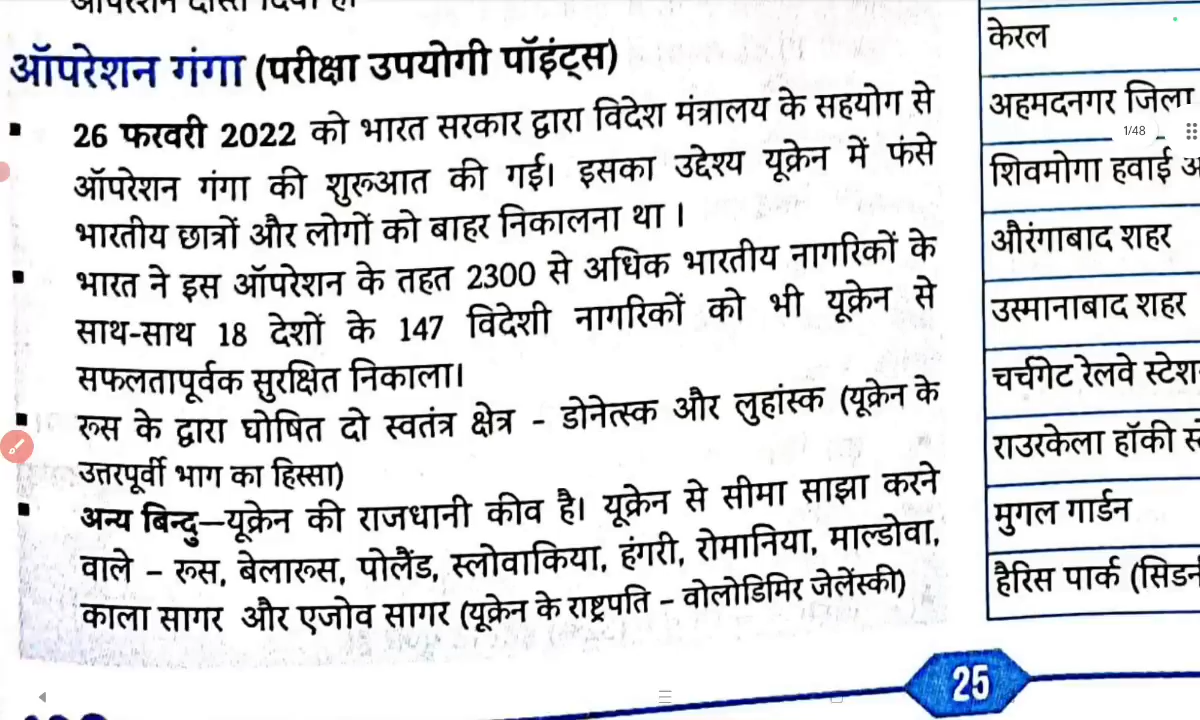 ऑपरेशन गंगा (परीक्षा उपयोगी पॉइंट्स)
▪ 26 फरवरी 2022 को भारत सरकार द्वारा विदेश मंत्रालय के सहयोग से
ऑपरेशन गंगा की शुरूआत की गई। इसका उद्देश्य यूक्रेन में फंसे
भारतीय छात्रों और लोगों को बाहर निकालना था ।
▪ भारत ने इस ऑपरेशन के तहत 2300 से अधिक भारतीय नागरिकों के
साथ-साथ 18 देशों के 147 विदेशी नागरिकों को भी यूक्रेन से
सफलतापूर्वक सुरक्षित निकाला।
▪ रूस के द्वारा घोषित दो स्वतंत्र क्षेत्र - डोनेत्स्क और लुहांस्क (यूक्रेन के
उत्तरपूर्वी भाग का हिस्सा)
▪ अन्य बिन्दु–यूक्रेन की राजधानी कीव है। यूक्रेन से सीमा साझा करने
वाले – रूस, बेलारूस, पोलैंड, स्लोवाकिया, हंगरी, रोमानिया, माल्डोवा,
काला सागर और एजोव सागर (यूक्रेन के राष्ट्रपति – वोलोडिमिर जेलेंस्की)
केरल
अहमदनगर जिला
1/48
शिवमोगा हवाई
औरंगाबाद शहर
उस्मानाबाद शहर
चर्चगेट रेलवे
राउरकेला हॉकी
मुगल गार्डन
हैरिस पार्क
25